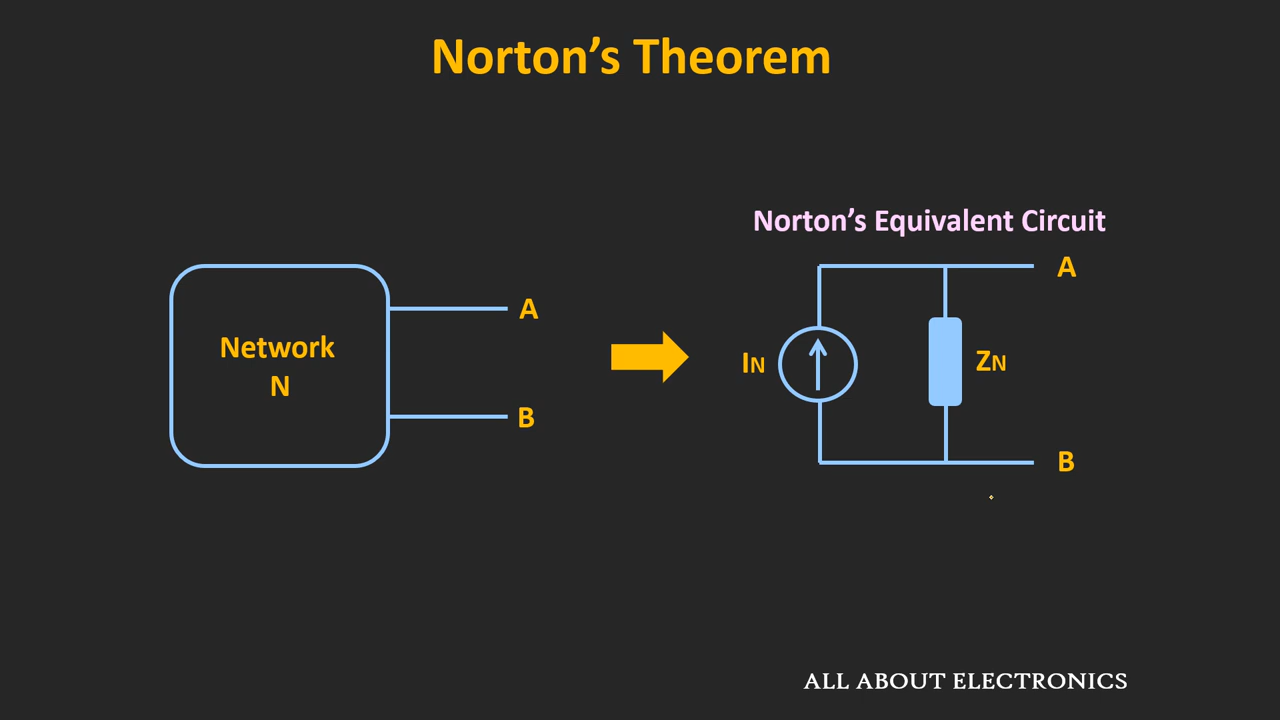 Norton’s Theorem
Norton’s Equivalent Circuit
A
A
Network
N
IN
ZN
B
B
ALL ABOUT ELECTRONICS